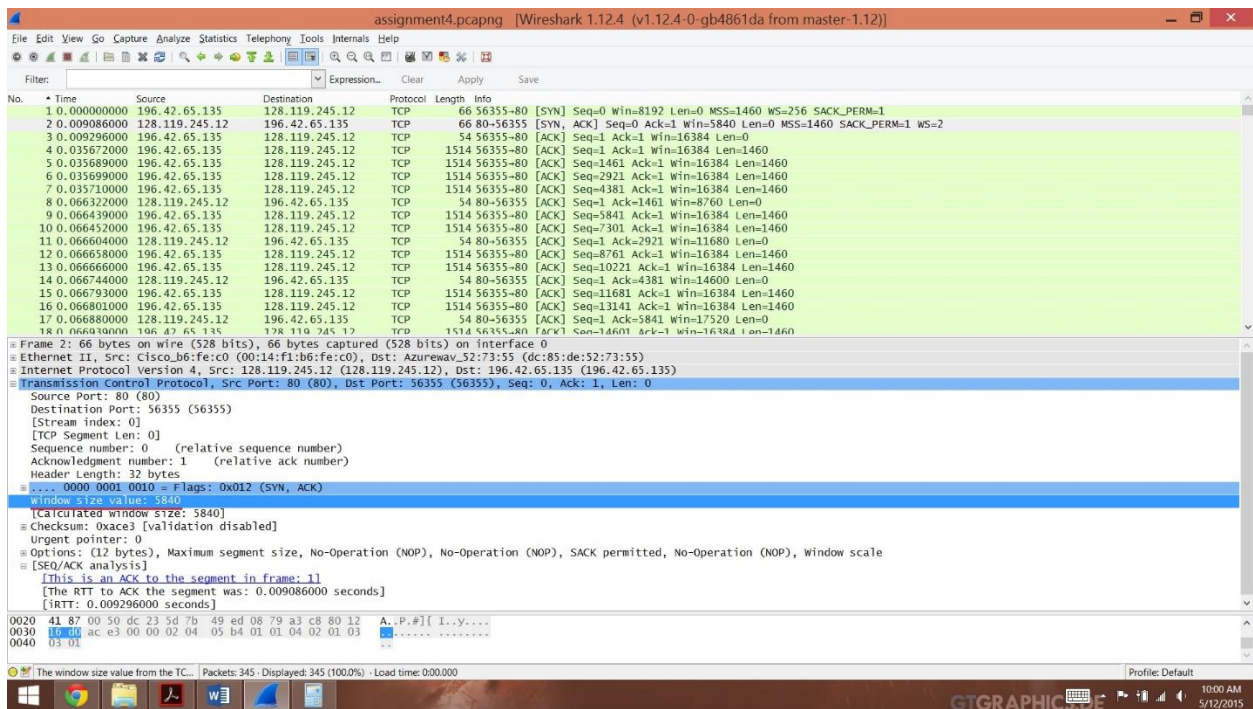 assignment4.pcapng [Wireshark 1.12.4 (v1.12.4-0-gb4861da from master-1.12)]
File Edit View Go Capture Analyze Statistics Telephony Tools Internals Help
Filter: Expression... Clear Apply Save
No. Time Source Destination Protocol Length Info
1 0.000000000 196.42.65.135 128.119.245.12 TCP 66 56355→80 [SYN] Seq=0 Win=8192 Len=0 MSS=1460 WS=256 SACK_PERM=1
2 0.009086000 128.119.245.12 196.42.65.135 TCP 66 80→56355 [SYN, ACK] Seq=0 Ack=1 Win=5840 Len=0 MSS=1460 SACK_PERM=1 WS=2
3 0.009296000 196.42.65.135 128.119.245.12 TCP 54 56355→80 [ACK] Seq=1 Ack=1 Win=16384 Len=0
4 0.035672000 196.42.65.135 128.119.245.12 TCP 1514 56355→80 [ACK] Seq=1 Ack=1 Win=16384 Len=1460
5 0.035689000 196.42.65.135 128.119.245.12 TCP 1514 56355→80 [ACK] Seq=1461 Ack=1 Win=16384 Len=1460
6 0.035699000 196.42.65.135 128.119.245.12 TCP 1514 56355→80 [ACK] Seq=2921 Ack=1 Win=16384 Len=1460
7 0.035710000 196.42.65.135 128.119.245.12 TCP 1514 56355→80 [ACK] Seq=4381 Ack=1 Win=16384 Len=1460
8 0.066322000 128.119.245.12 196.42.65.135 TCP 54 80→56355 [ACK] Seq=1 Ack=1461 Win=8760 Len=0
9 0.066439000 196.42.65.135 128.119.245.12 TCP 1514 56355→80 [ACK] Seq=5841 Ack=1 Win=16384 Len=1460
10 0.066452000 196.42.65.135 128.119.245.12 TCP 1514 56355→80 [ACK] Seq=7301 Ack=1 Win=16384 Len=1460
11 0.066604000 128.119.245.12 196.42.65.135 TCP 54 80→56355 [ACK] Seq=1 Ack=2921 Win=11680 Len=0
12 0.066658000 196.42.65.135 128.119.245.12 TCP 1514 56355→80 [ACK] Seq=8761 Ack=1 Win=16384 Len=1460
13 0.066666000 196.42.65.135 128.119.245.12 TCP 1514 56355→80 [ACK] Seq=10221 Ack=1 Win=16384 Len=1460
14 0.066744000 128.119.245.12 196.42.65.135 TCP 54 80→56355 [ACK] Seq=1 Ack=4381 Win=14600 Len=0
15 0.066793000 196.42.65.135 128.119.245.12 TCP 1514 56355→80 [ACK] Seq=11681 Ack=1 Win=16384 Len=1460
16 0.066801000 196.42.65.135 128.119.245.12 TCP 1514 56355→80 [ACK] Seq=13141 Ack=1 Win=16384 Len=1460
17 0.066880000 128.119.245.12 196.42.65.135 TCP 54 80→56355 [ACK] Seq=1 Ack=5841 Win=17520 Len=0
18 0.066939000 196.42.65.135 128.119.245.12 TCP 1514 56355→80 [ACK] Seq=14601 Ack=1 Win=16384 Len=1460
Frame 2: 66 bytes on wire (528 bits), 66 bytes captured (528 bits) on interface 0
Ethernet II, Src: Cisco_b6:fe:c0 (00:14:f1:b6:fe:c0), Dst: Azurewav_52:73:55 (dc:85:de:52:73:55)
Internet Protocol Version 4, Src: 128.119.245.12 (128.119.245.12), Dst: 196.42.65.135 (196.42.65.135)
Transmission Control Protocol, Src Port: 80 (80), Dst Port: 56355 (56355), Seq: 0, Ack: 1, Len: 0
Source Port: 80 (80)
Destination Port: 56355 (56355)
[Stream index: 0]
[TCP Segment Len: 0]
Sequence number: 0 (relative sequence number)
Acknowledgment number: 1 (relative ack number)
Header Length: 32 bytes
.... 0000 0001 0010 = Flags: 0x012 (SYN, ACK)
Window size value: 5840
[Calculated window size: 5840]
Checksum: 0xace3 [validation disabled]
Urgent pointer: 0
Options: (12 bytes), Maximum segment size, No-Operation (NOP), No-Operation (NOP), SACK permitted, No-Operation (NOP), Window scale
[SEQ/ACK analysis]
[This is an ACK to the segment in frame: 1]
[The RTT to ACK the segment was: 0.009086000 seconds]
[iRTT: 0.009296000 seconds]
0020 41 87 00 50 dc 23 5d 7b 49 ed 08 79 a3 c8 80 12 A..P.#]{ I..y....
0030 16 d0 ac e3 00 00 02 04 05 b4 01 01 04 02 01 03 ........ ........
0040 03 01 ..
The window size value from the TC... Packets: 345 · Displayed: 345 (100.0%) · Load time: 0:00.000 Profile: Default
GTGRAPHICS.DE
10:00 AM
5/12/2015